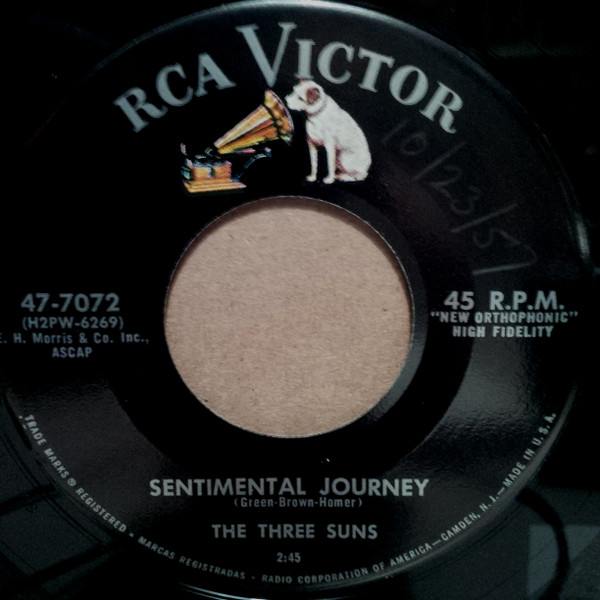 RCA VICTOR
10/23/57
47-7072
(H2PW-6269)
E. H. Morris & Co. Inc.,
ASCAP
45 R.P.M.
"NEW ORTHOPHONIC"
HIGH FIDELITY
SENTIMENTAL JOURNEY
(Green-Brown-Homer)
THE THREE SUNS
2:45
TRADE MARKS ® REGISTERED • MARCAS REGISTRADAS - RADIO CORPORATION OF AMERICA—CAMDEN, N. J.—MADE IN U.S.A.